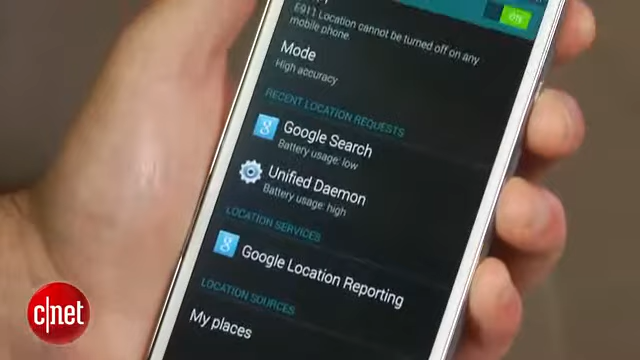 ON
E911 Location cannot be turned off on any
mobile phone.
Mode
High accuracy
RECENT LOCATION REQUESTS
Google Search
Battery usage: low
Unified Daemon
Battery usage: high
LOCATION SERVICES
Google Location Reporting
LOCATION SOURCES
My places
c|net